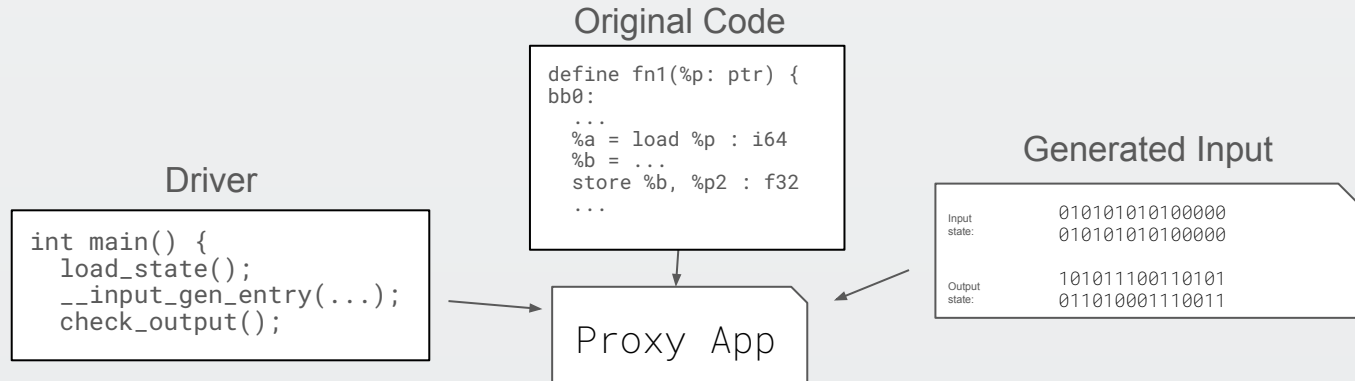 Original Code
define fn1(%p: ptr) {
bb0:
...
%a = load %p : i64
%b = ...
store %b, %p2 : f32
...
Driver
int main() {
load_state();
__input_gen_entry(...);
check_output();
Generated Input
Input
state:
010101010100000
010101010100000
Output
state:
101011100110101
011010001110011
Proxy App